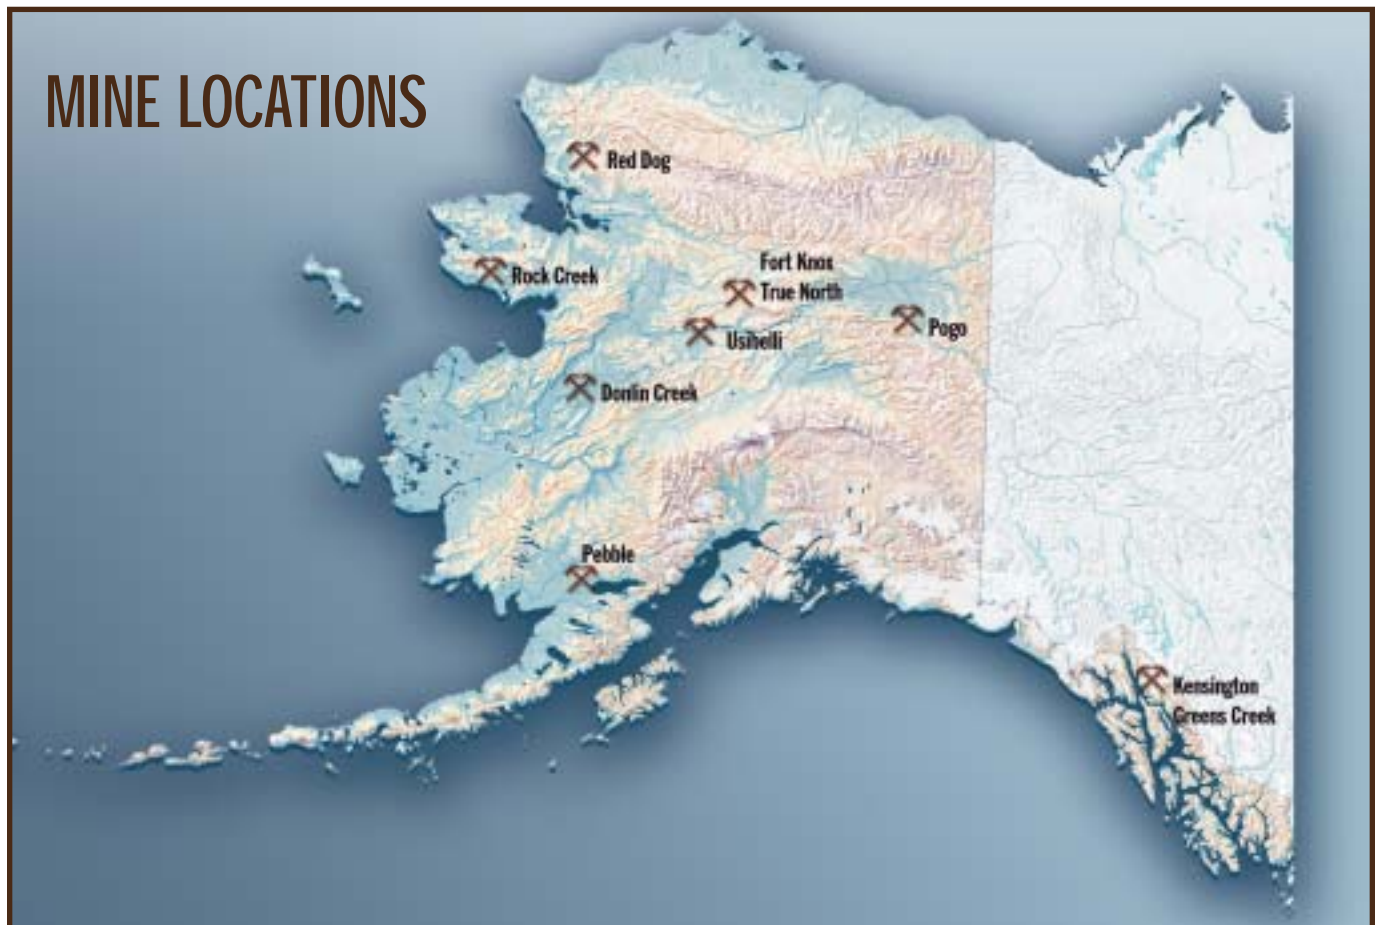 MINE LOCATIONS
Red Dog
Rock Creek
Fort Knox
True North
Usibelli
Pogo
Donlin Creek
Pebble
Kensington
Greens Creek